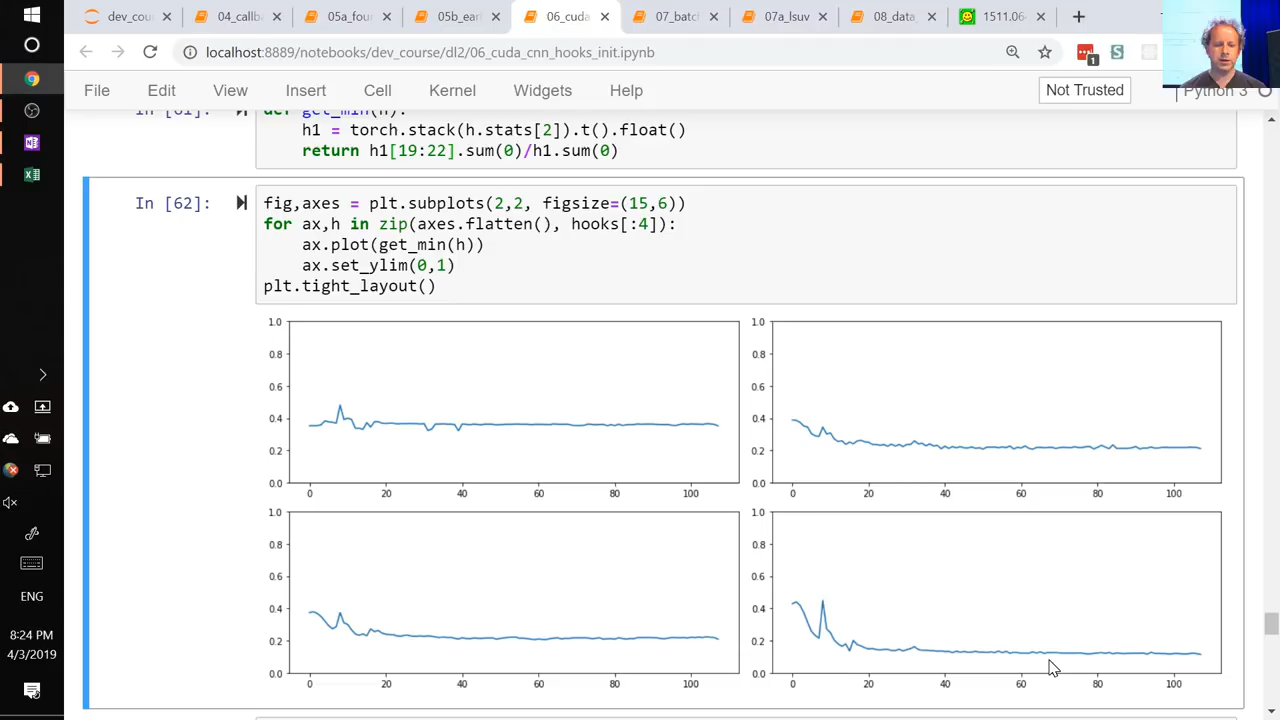 dev_cou
04_callb
05a_fou
05b_earl
06_cuda
07_batch
07a_lsuv
08_data
1511.06
localhost:8889/notebooks/dev_course/dl2/06_cuda_cnn_hooks_init.ipynb
1
S
File Edit View Insert Cell Kernel Widgets Help
Not Trusted
Python 3
In [61]:
def get_min(h):
h1 = torch.stack(h.stats[2]).t().float()
return h1[19:22].sum(0)/h1.sum(0)
In [62]:
fig,axes = plt.subplots(2,2, figsize=(15,6))
for ax,h in zip(axes.flatten(), hooks[:4]):
ax.plot(get_min(h))
ax.set_ylim(0,1)
plt.tight_layout()
1.0
0.8
0.6
0.4
0.2
0.0
0 20 40 60 80 100
1.0
0.8
0.6
0.4
0.2
0.0
0 20 40 60 80 100
1.0
0.8
0.6
0.4
0.2
0.0
0 20 40 60 80 100
1.0
0.8
0.6
0.4
0.2
0.0
0 20 40 60 80 100
ENG
8:24 PM
4/3/2019